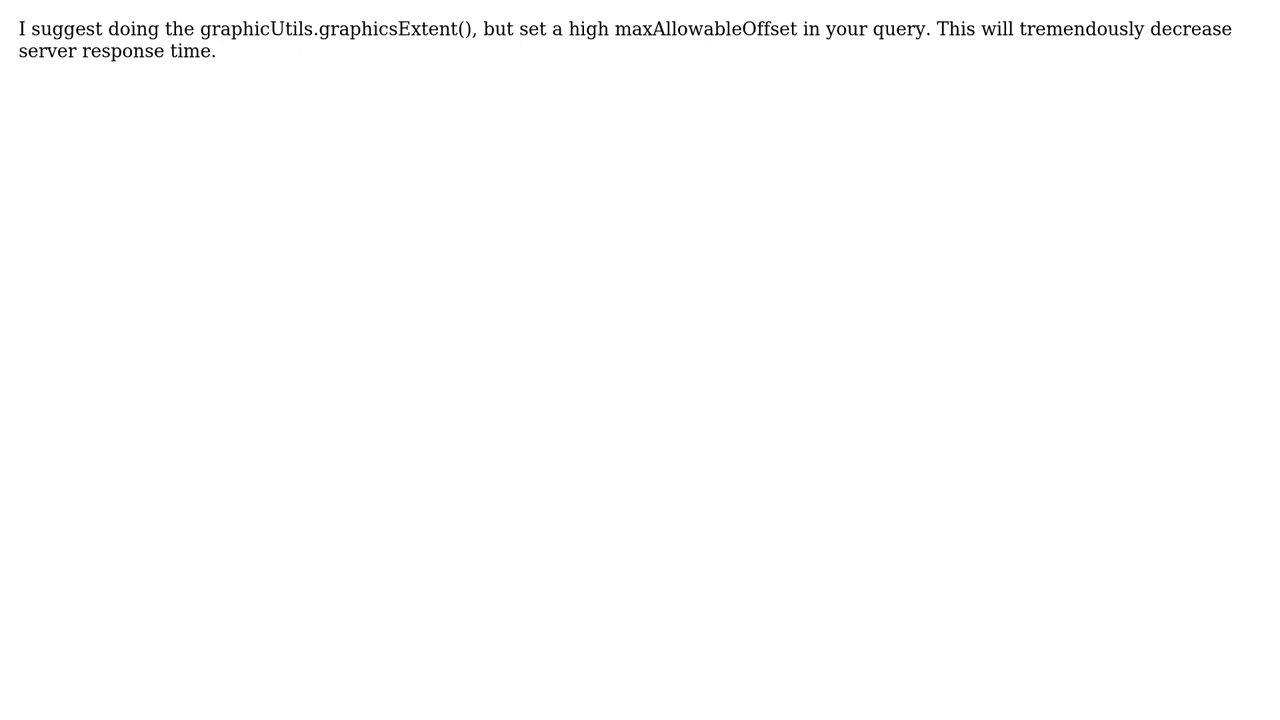 I suggest doing the graphicUtils.graphicsExtent(), but set a high maxAllowableOffset in your query. This will tremendously decrease
server response time.